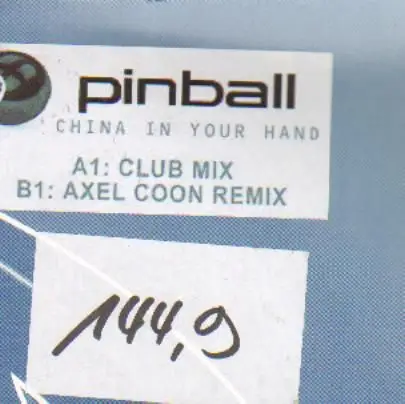 pinball
CHINA IN YOUR HAND
A1: CLUB MIX
B1: AXEL COON REMIX
144,9